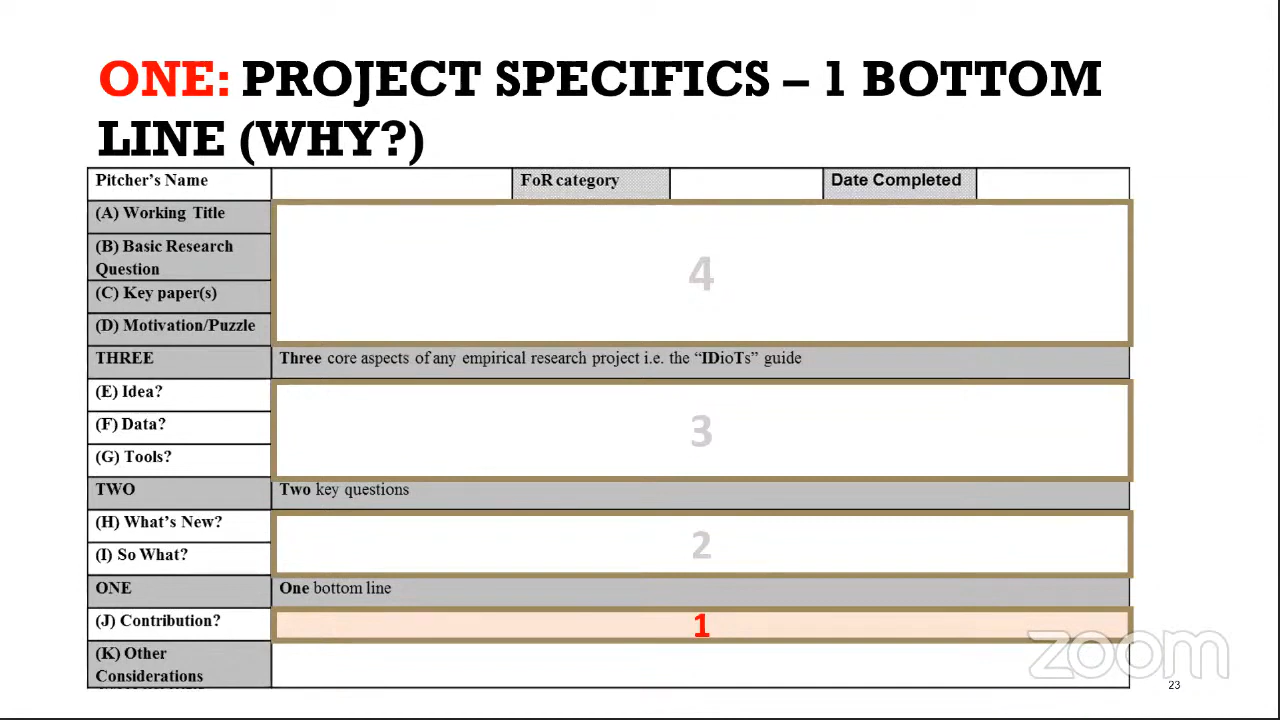 ONE: PROJECT SPECIFICS – 1 BOTTOM
LINE (WHY?)
Pitcher's Name FoR category Date Completed
(A) Working Title
(B) Basic Research
Question
4
(C) Key paper(s)
(D) Motivation/Puzzle
THREE Three core aspects of any empirical research project i.e. the "IDioTs" guide
(E) Idea?
(F) Data?
3
(G) Tools?
TWO Two key questions
(H) What's New?
2
(I) So What?
ONE One bottom line
(J) Contribution? 1
(K) Other
Considerations
zoom
23